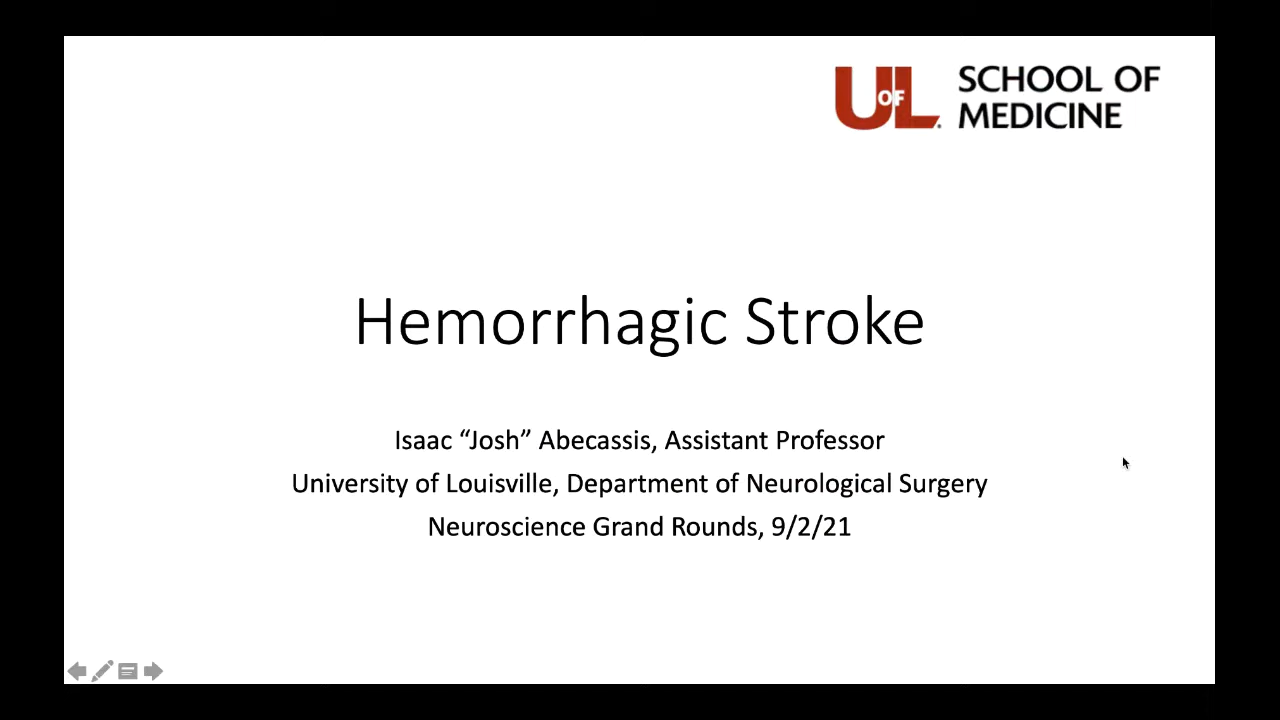 UofL SCHOOL OF
MEDICINE
Hemorrhagic Stroke
Isaac “Josh” Abecassis, Assistant Professor
University of Louisville, Department of Neurological Surgery
Neuroscience Grand Rounds, 9/2/21